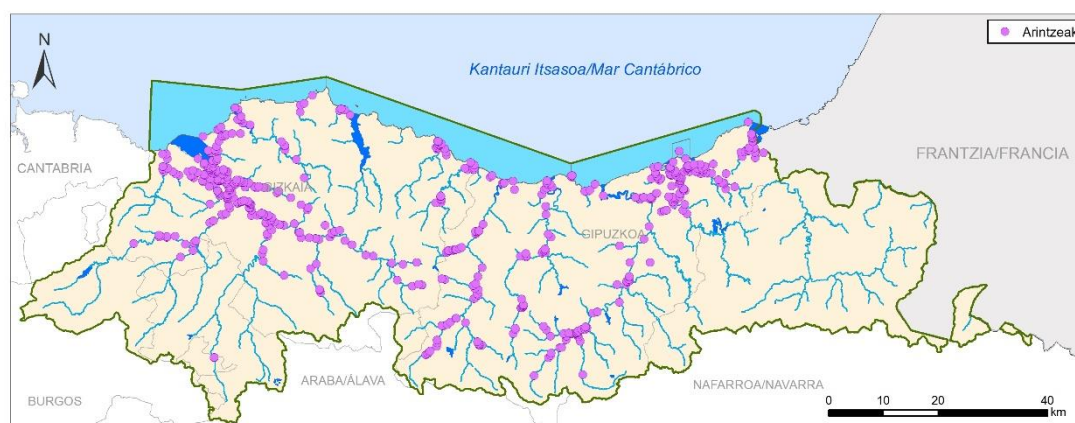 N
Arintzeak
Kantauri Itsasoa/Mar Cantábrico
CANTABRIA
FRANTZIA/FRANCIA
BIZKAIA
GIPUZKOA
ARABA/ÁLAVA
NAFARROA/NAVARRA
BURGOS
0 10 20 40
km